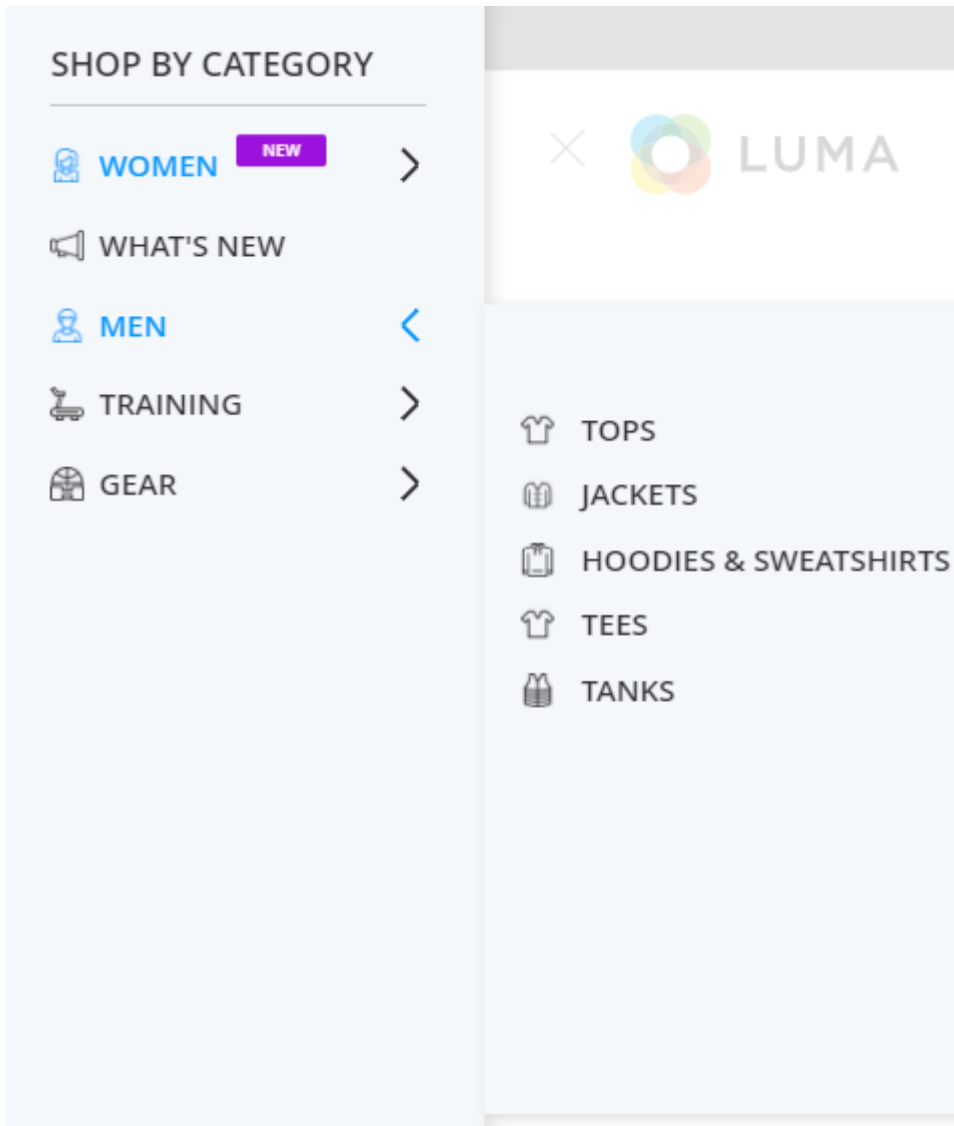 SHOP BY CATEGORY
WOMEN NEW
WHAT'S NEW
MEN
TRAINING
GEAR
LUMA
TOPS
JACKETS
HOODIES & SWEATSHIRTS
TEES
TANKS